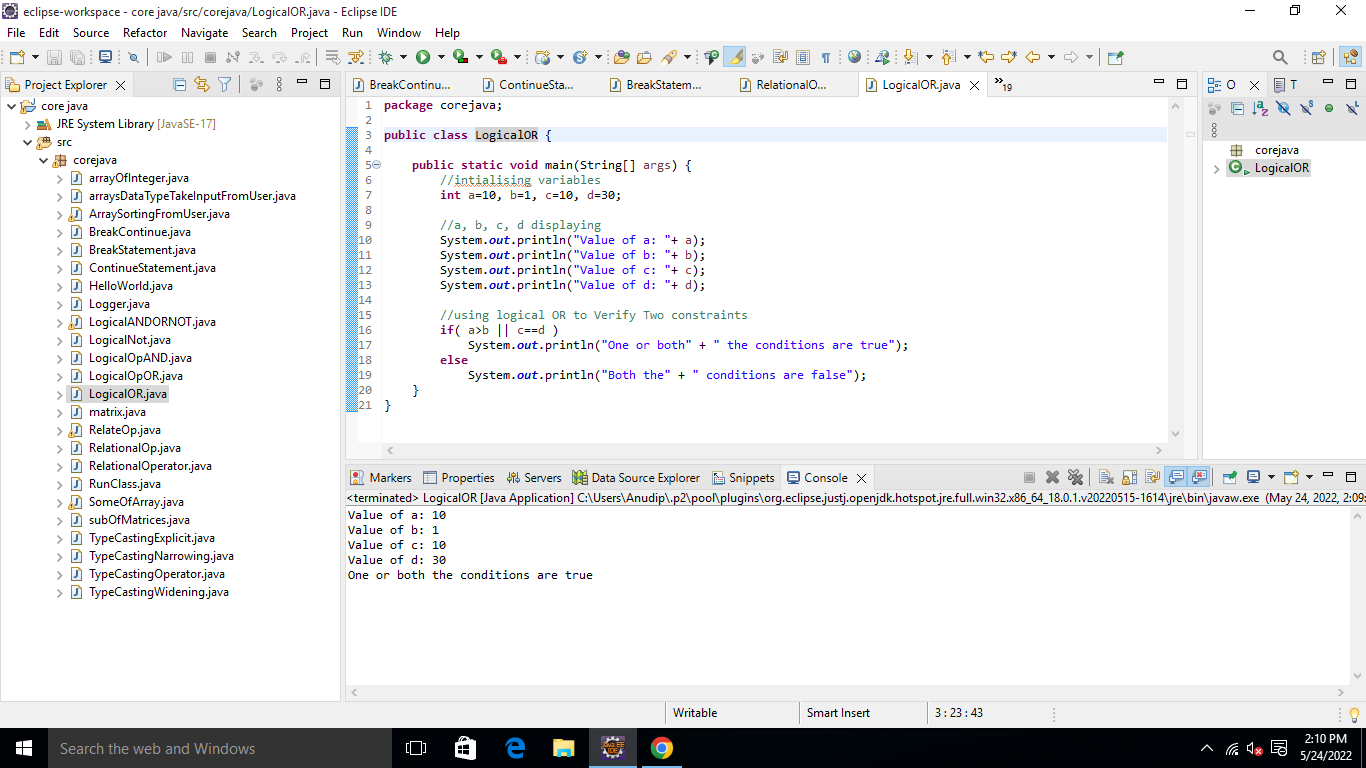 eclipse-workspace - core java/src/corejava/LogicalOR.java - Eclipse IDE
File Edit Source Refactor Navigate Search Project Run Window Help
Project Explorer
core java
JRE System Library [JavaSE-17]
src
corejava
arrayOfInteger.java
arraysDataTypeTakeInputFromUser.java
ArraySortingFromUser.java
BreakContinue.java
BreakStatement.java
ContinueStatement.java
HelloWorld.java
Logger.java
LogicalANDORNOT.java
LogicalNot.java
LogicalOpAND.java
LogicalOpOR.java
LogicalOR.java
matrix.java
RelateOp.java
RelationalOp.java
RelationalOperator.java
RunClass.java
SomeOfArray.java
subOfMatrices.java
TypeCastingExplicit.java
TypeCastingNarrowing.java
TypeCastingOperator.java
TypeCastingWidening.java
BreakContinu... ContinueSta... BreakStatem... RelationalO... LogicalOR.java »19
1 package corejava;
2
3 public class LogicalOR {
4
5 public static void main(String[] args) {
6 //intialising variables
7 int a=10, b=1, c=10, d=30;
8
9 //a, b, c, d displaying
10 System.out.println("Value of a: "+ a);
11 System.out.println("Value of b: "+ b);
12 System.out.println("Value of c: "+ c);
13 System.out.println("Value of d: "+ d);
14
15 //using logical OR to Verify Two constraints
16 if( a>b || c==d )
17 System.out.println("One or both" + " the conditions are true");
18 else
19 System.out.println("Both the" + " conditions are false");
20 }
21 }
O T
corejava
LogicalOR
Markers Properties Servers Data Source Explorer Snippets Console
<terminated> LogicalOR [Java Application] C:\Users\Anudip\.p2\pool\plugins\org.eclipse.justj.openjdk.hotspot.jre.full.win32.x86_64_18.0.1.v20220515-1614\jre\bin\javaw.exe (May 24, 2022, 2:09:
Value of a: 10
Value of b: 1
Value of c: 10
Value of d: 30
One or both the conditions are true
Writable Smart Insert 3 : 23 : 43
Search the web and Windows
2:10 PM
5/24/2022